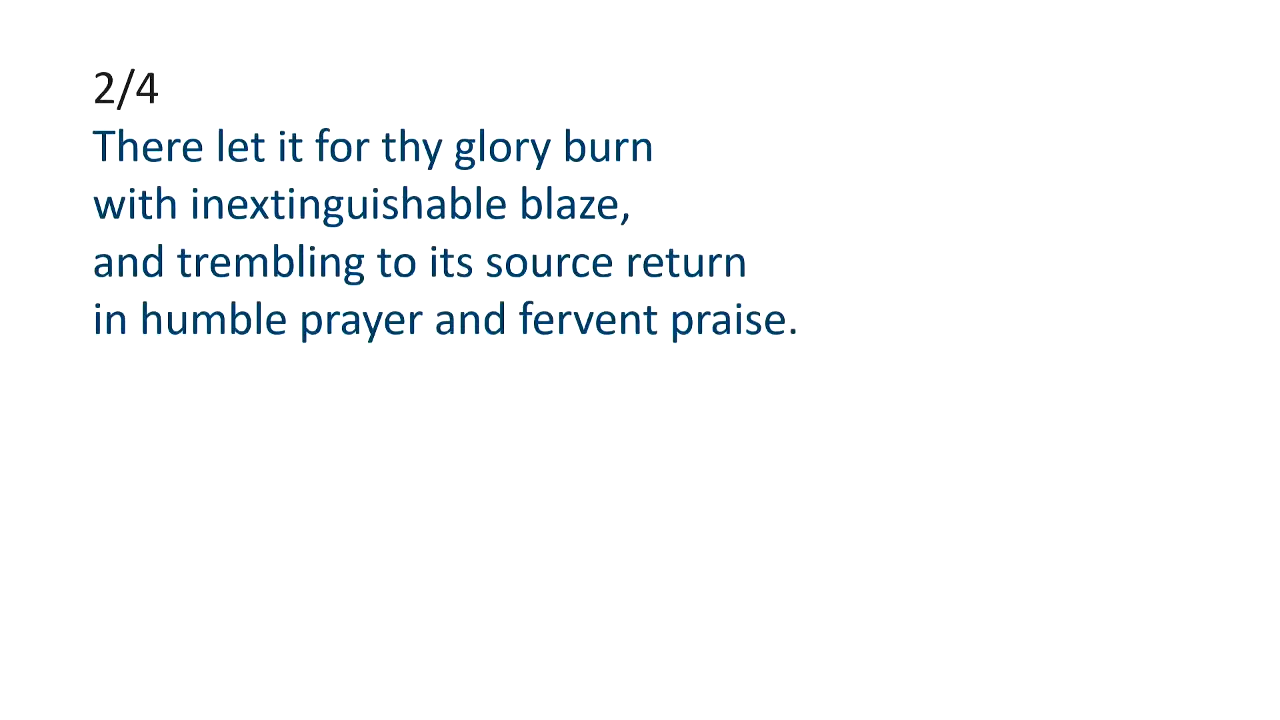 2/4
There let it for thy glory burn
with inextinguishable blaze,
and trembling to its source return
in humble prayer and fervent praise.